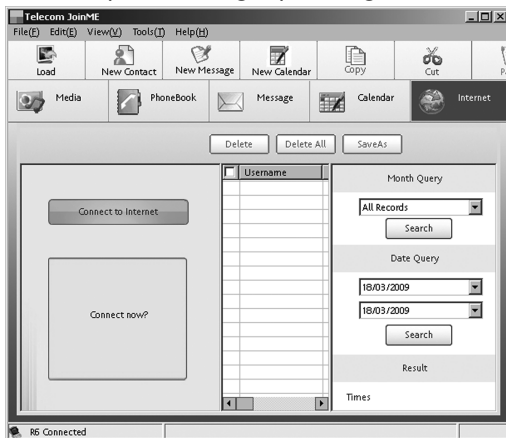 Telecom JoinME
File(F) Edit(E) View(V) Tools(T) Help(H)
Load New Contact New Message New Calendar Copy Cut
Media PhoneBook Message Calendar Internet
Delete Delete All SaveAs
Username
Month Query
Connect to Internet
All Records
Search
Date Query
18/03/2009
Connect now?
18/03/2009
Search
Result
Times
R6 Connected